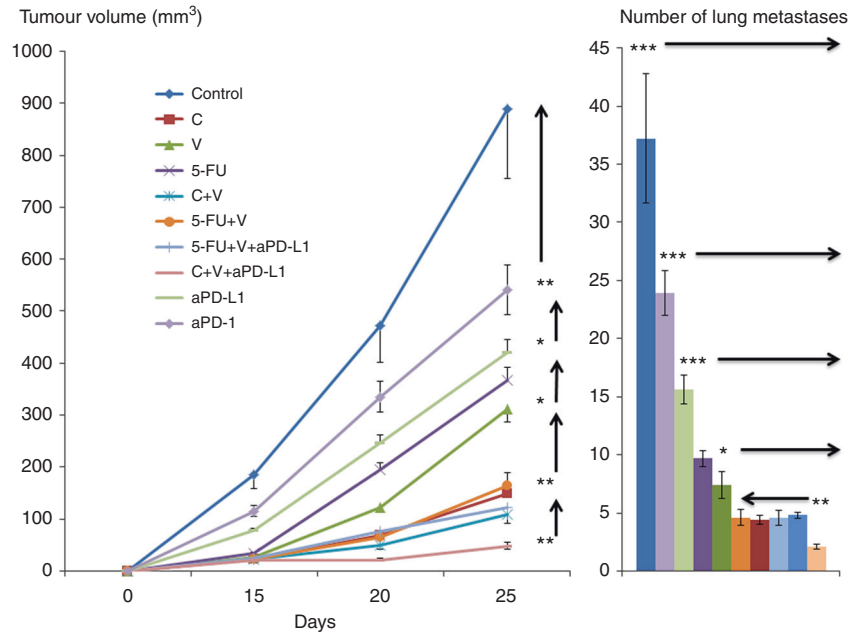 Tumour volume (mm³)
1000
900
800
700
600
500
400
300
200
100
0
Control
C
V
5-FU
C+V
5-FU+V
5-FU+V+aPD-L1
C+V+aPD-L1
aPD-L1
aPD-1
**
*
*
**
**
0
15
20
25
Days
Number of lung metastases
45
40
35
30
25
20
15
10
5
0
***
***
***
*
**